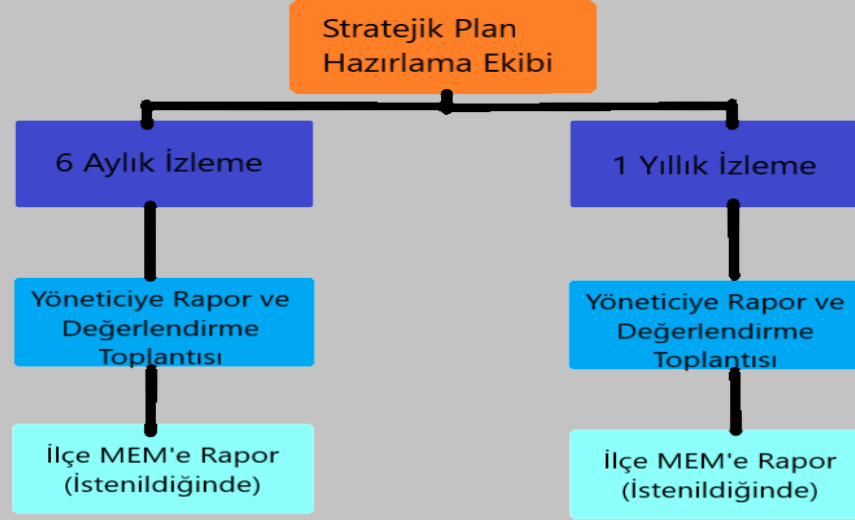 Stratejik Plan
Hazırlama Ekibi
6 Aylık İzleme
1 Yıllık İzleme
Yöneticiye Rapor ve
Değerlendirme
Toplantısı
Yöneticiye Rapor ve
Değerlendirme
Toplantısı
İlçe MEM'e Rapor
(İstenildiğinde)
İlçe MEM'e Rapor
(İstenildiğinde)